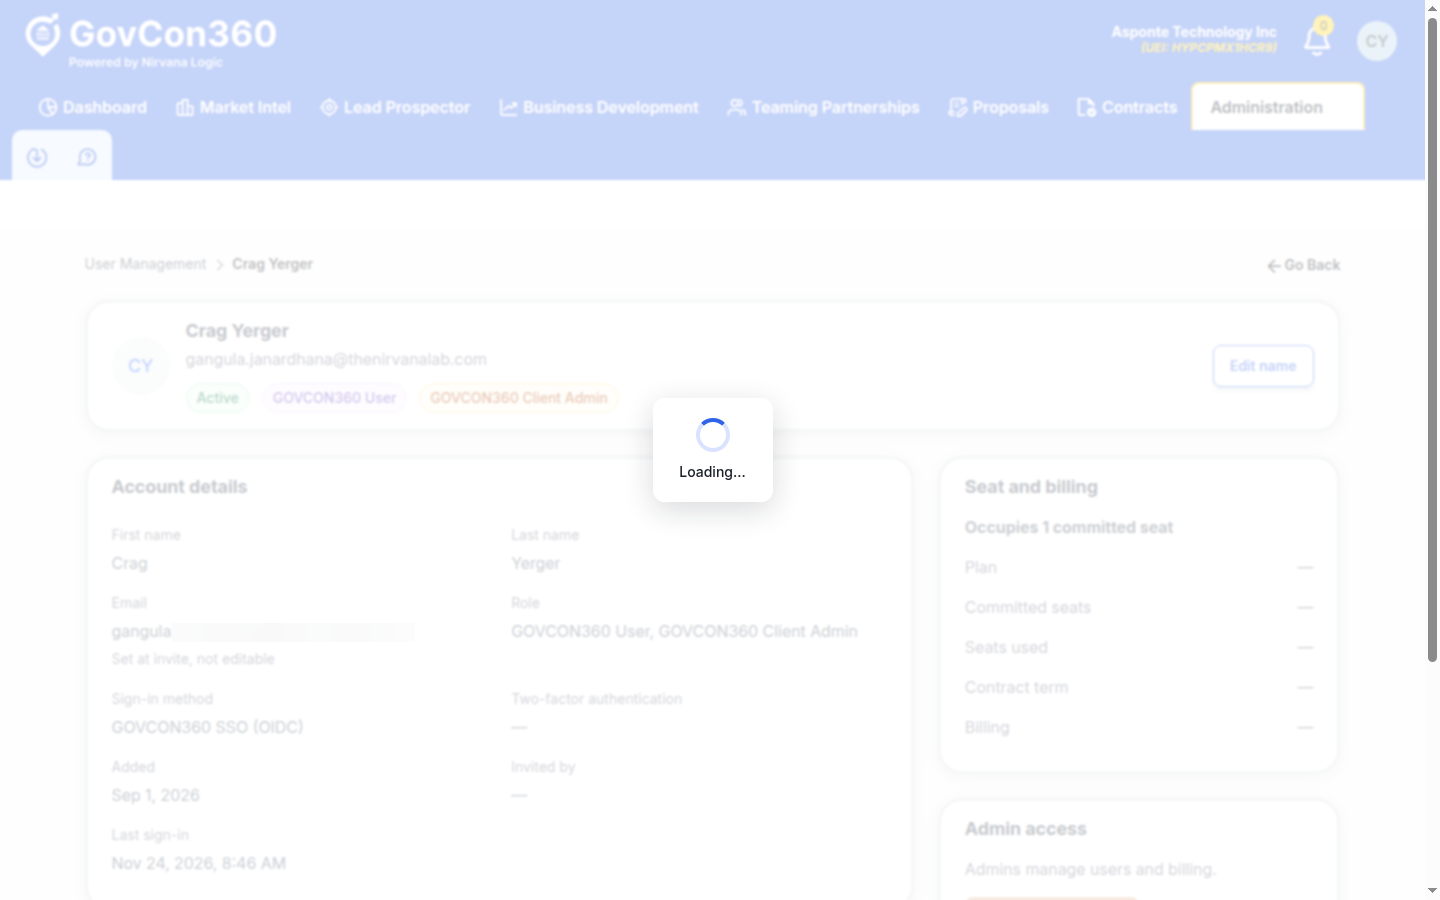 GovCon360
Powered by Nirvana Logic
Asponte Technology Inc
(UEI: HYPCPMX1HCR9)
0
CY
Dashboard
Market Intel
Lead Prospector
Business Development
Teaming Partnerships
Proposals
Contracts
Administration
User Management > Crag Yerger
Go Back
CY
Crag Yerger
gangula.janardhana@thenirvanalab.com
Active
GOVCON360 User
GOVCON360 Client Admin
Edit name
Loading...
Account details
First name
Crag
Last name
Yerger
Email
gangula
Set at invite, not editable
Role
GOVCON360 User, GOVCON360 Client Admin
Sign-in method
GOVCON360 SSO (OIDC)
Two-factor authentication
—
Added
Sep 1, 2026
Invited by
—
Last sign-in
Nov 24, 2026, 8:46 AM
Seat and billing
Occupies 1 committed seat
Plan —
Committed seats —
Seats used —
Contract term —
Billing —
Admin access
Admins manage users and billing.